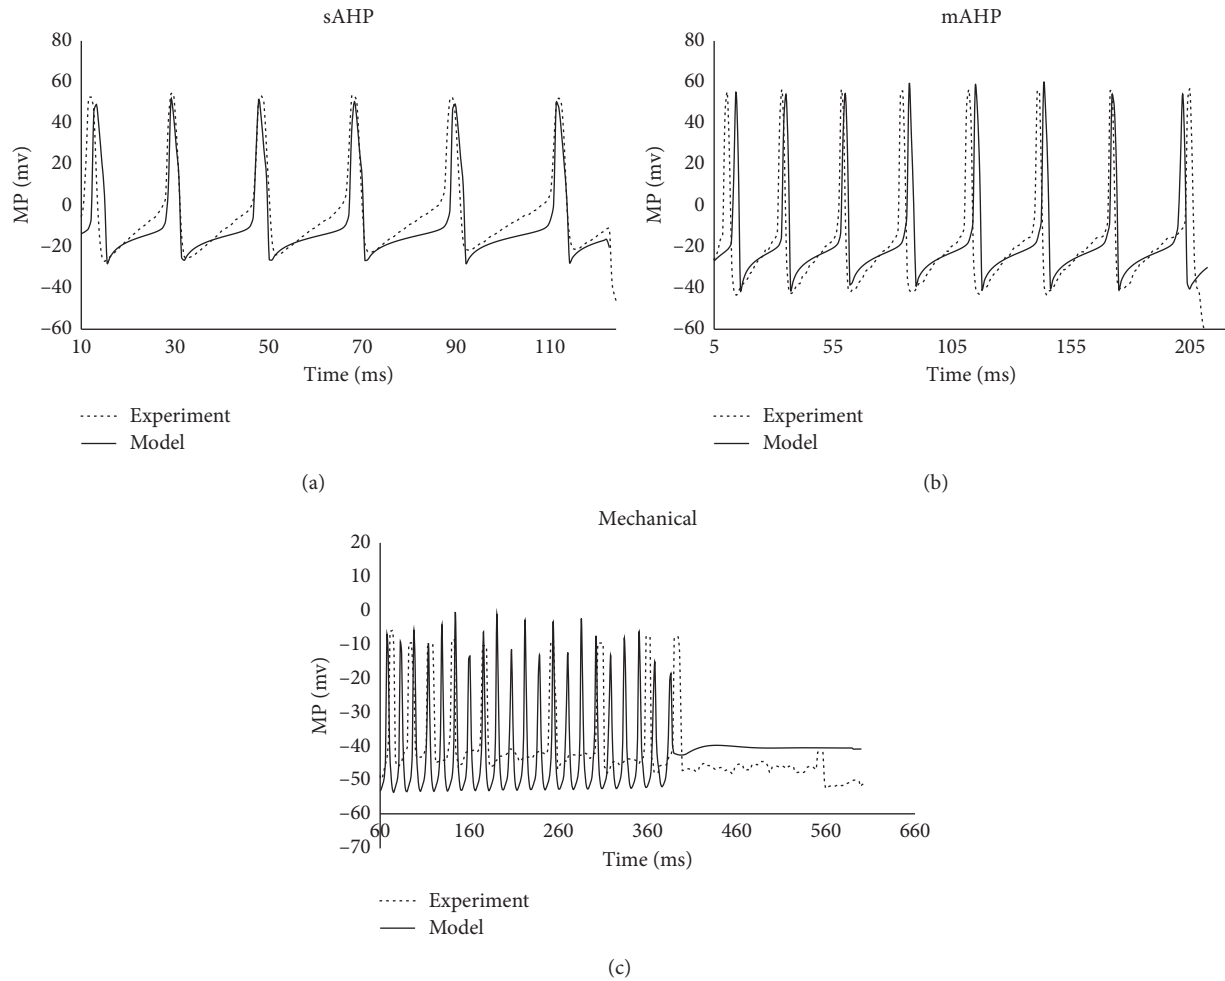 sAHP
80
60
40
20
0
–20
–40
–60
MP (mv)
10 30 50 70 90 110
Time (ms)
Experiment
Model
(a)
mAHP
80
60
40
20
0
–20
–40
–60
MP (mv)
5 55 105 155 205
Time (ms)
Experiment
Model
(b)
Mechanical
20
10
0
–10
–20
–30
–40
–50
–60
–70
MP (mv)
60 160 260 360 460 560 660
Time (ms)
Experiment
Model
(c)